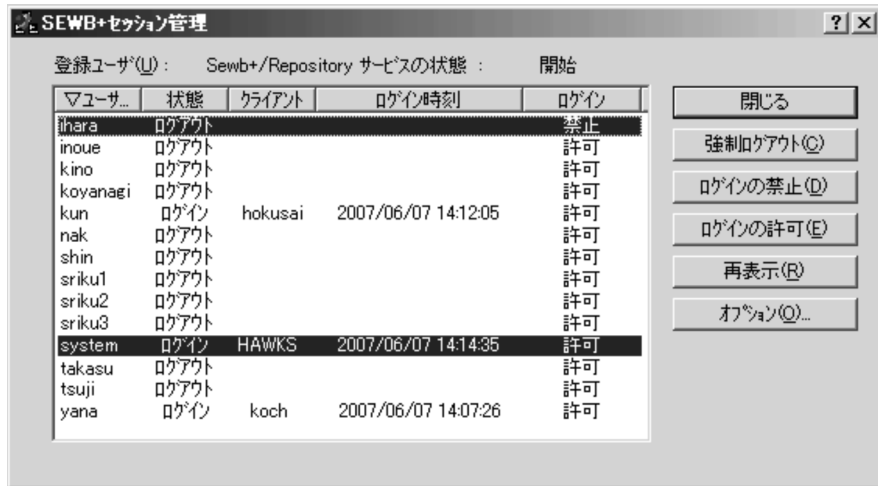 SEWB+セッション管理
登録ユーザ(U)： Sewb+/Repository サービスの状態 ： 開始
▽ユーザ... 状態 クライアント ログイン時刻 ログイン
ihara ログアウト 禁止
inoue ログアウト 許可
kino ログアウト 許可
koyanagi ログアウト 許可
kun ログイン hokusai 2007/06/07 14:12:05 許可
nak ログアウト 許可
shin ログアウト 許可
sriku1 ログアウト 許可
sriku2 ログアウト 許可
sriku3 ログアウト 許可
system ログイン HAWKS 2007/06/07 14:14:35 許可
takasu ログアウト 許可
tsuji ログアウト 許可
yana ログイン koch 2007/06/07 14:07:26 許可
閉じる
強制ログアウト(C)
ログインの禁止(D)
ログインの許可(E)
再表示(R)
オプション(O)...